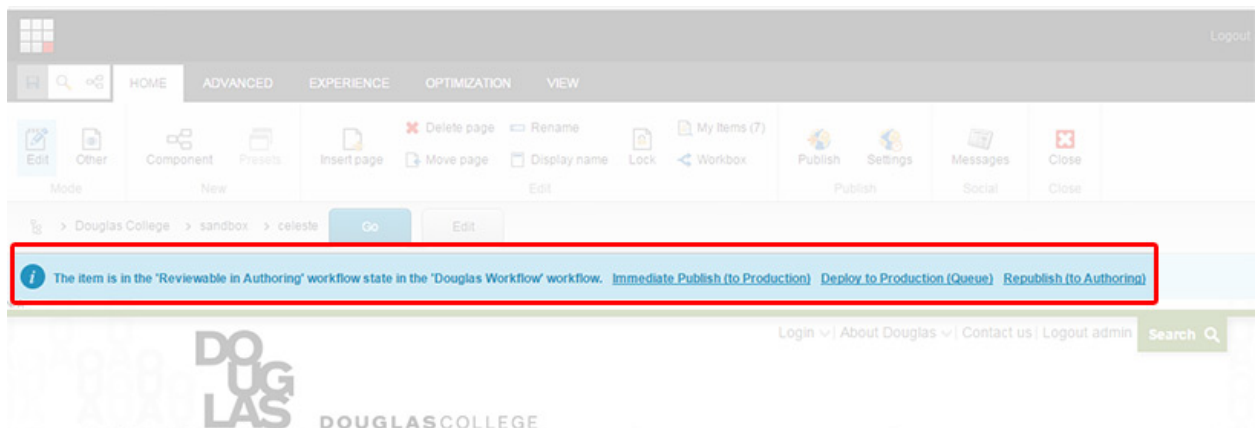 Logout
HOME ADVANCED EXPERIENCE OPTIMIZATION VIEW
Delete page Rename My Items (7)
Edit Other Component Presets Insert page Move page Display name Lock Workbox Publish Settings Messages Close
Mode New Edit Publish Social Close
> Douglas College > sandbox > celeste Go Edit
i The item is in the 'Reviewable in Authoring' workflow state in the 'Douglas Workflow' workflow. Immediate Publish (to Production) Deploy to Production (Queue) Republish (to Authoring)
Login | About Douglas | Contact us | Logout admin Search
DO
UG
LAS
DOUGLASCOLLEGE